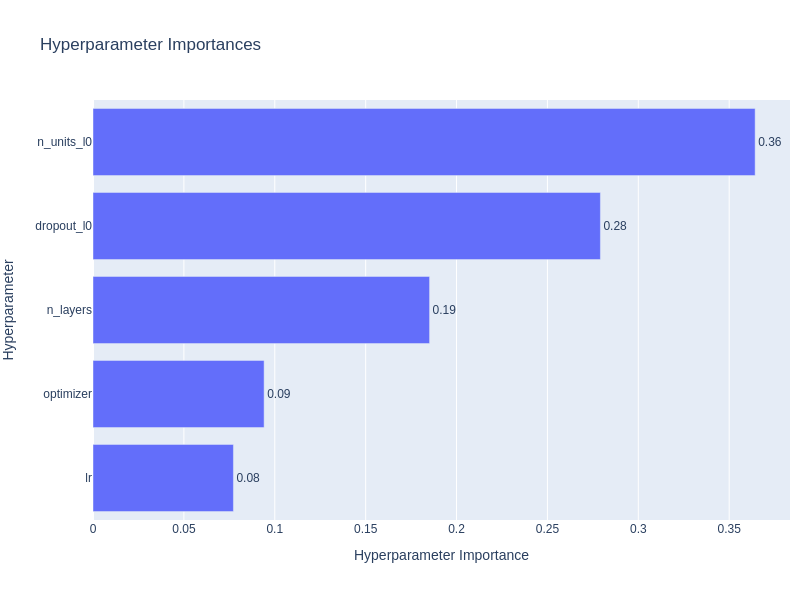 Hyperparameter Importances
Hyperparameter
n_units_l0
0.36
dropout_l0
0.28
n_layers
0.19
optimizer
0.09
lr
0.08
0 0.05 0.1 0.15 0.2 0.25 0.3 0.35
Hyperparameter Importance